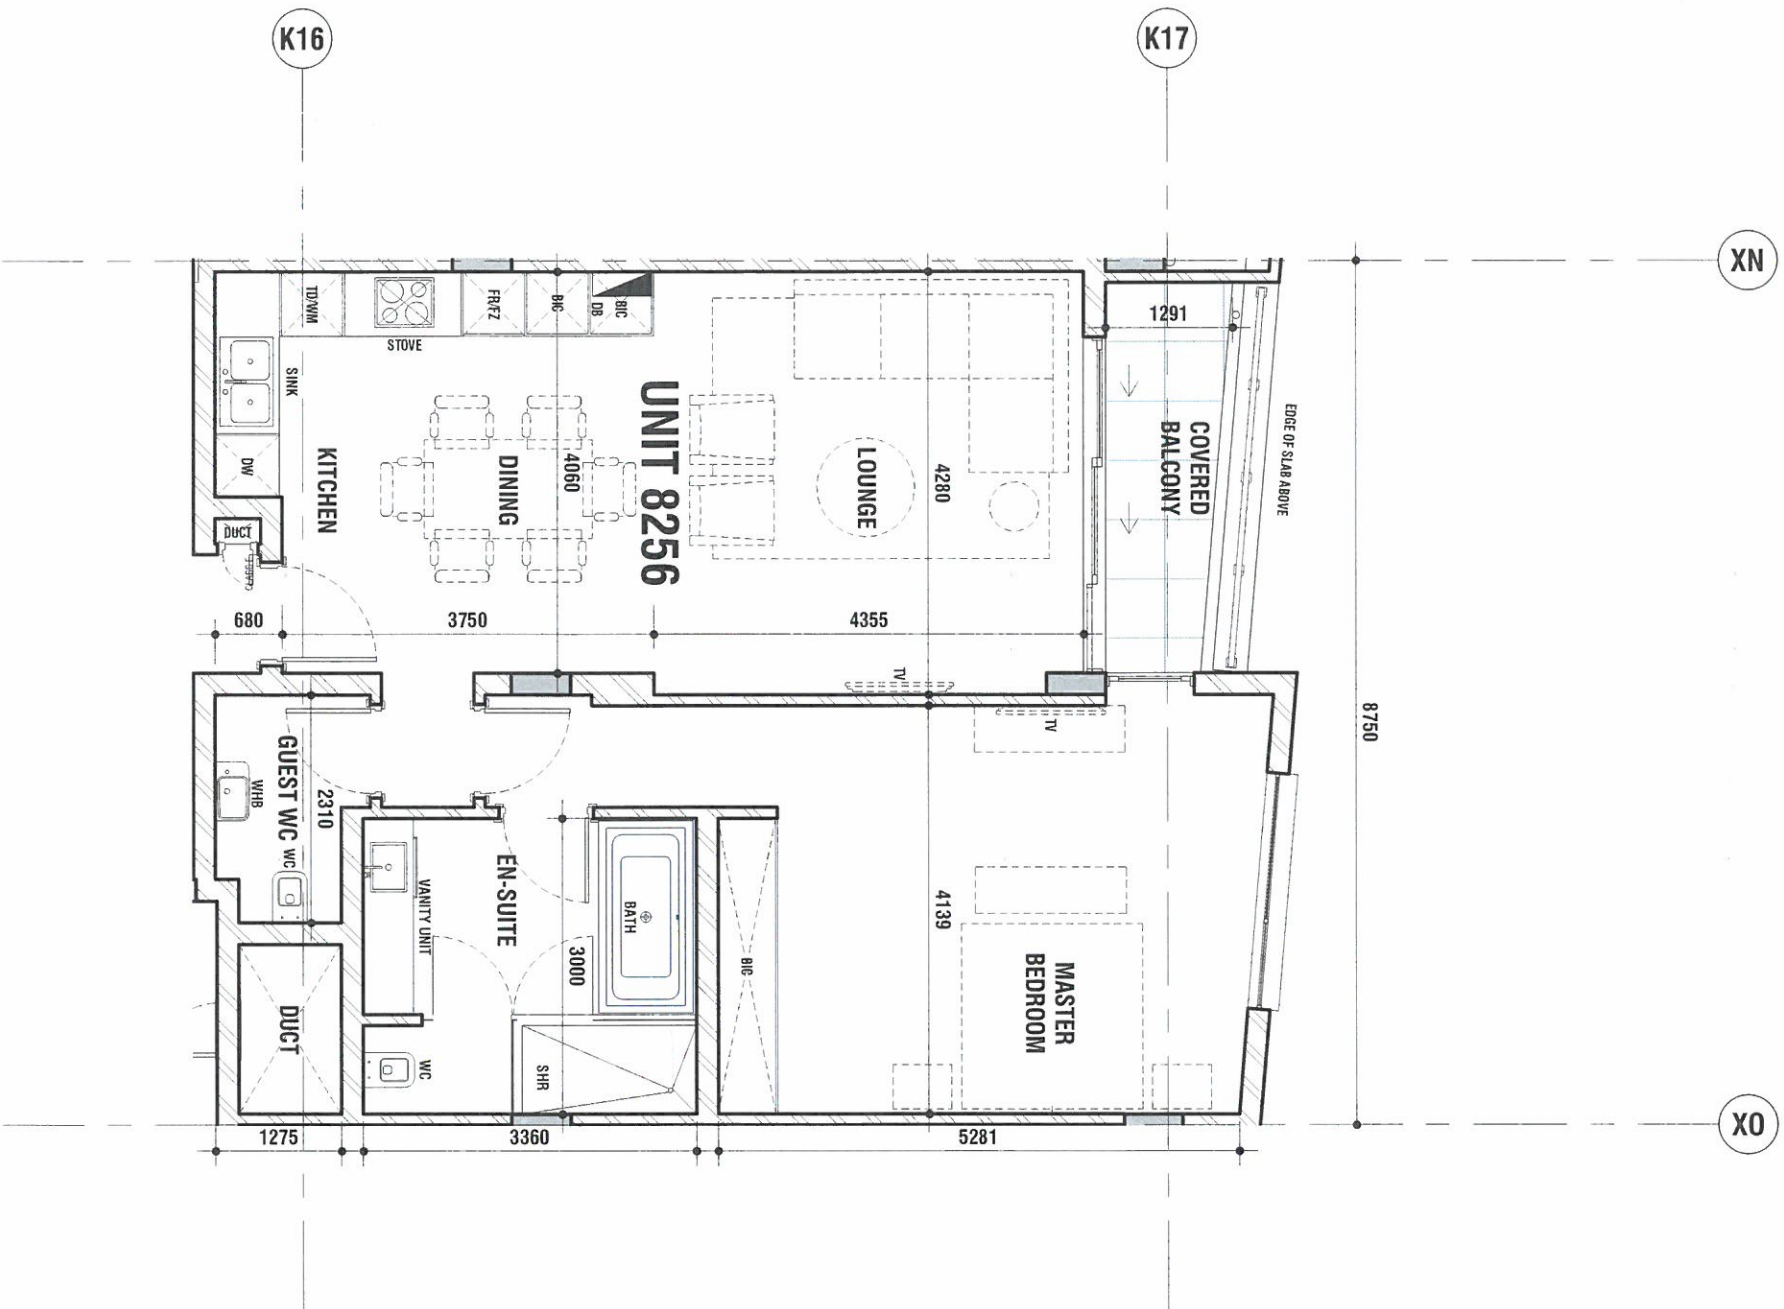 K16
K17
XN
TD/WM
FR/FZ
BIC
DB
BIC
STOVE
SINK
DW
KITCHEN
DINING
4060
UNIT 8256
LOUNGE
4280
1291
COVERED
BALCONY
EDGE OF SLAB ABOVE
DUCT
680
3750
4355
TV
TV
8750
GUEST WC
2310
WHB
WC
EN-SUITE
VANITY UNIT
BATH
3000
BIC
4139
MASTER
BEDROOM
DUCT
WC
SHR
1275
3360
5281
XO